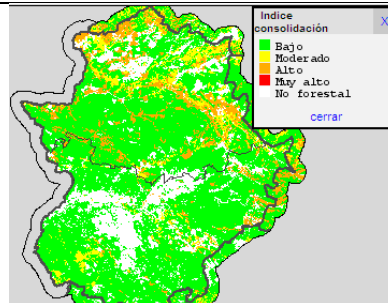 Indice
consolidación X
Bajo
Moderado
Alto
Muy alto
No forestal
cerrar